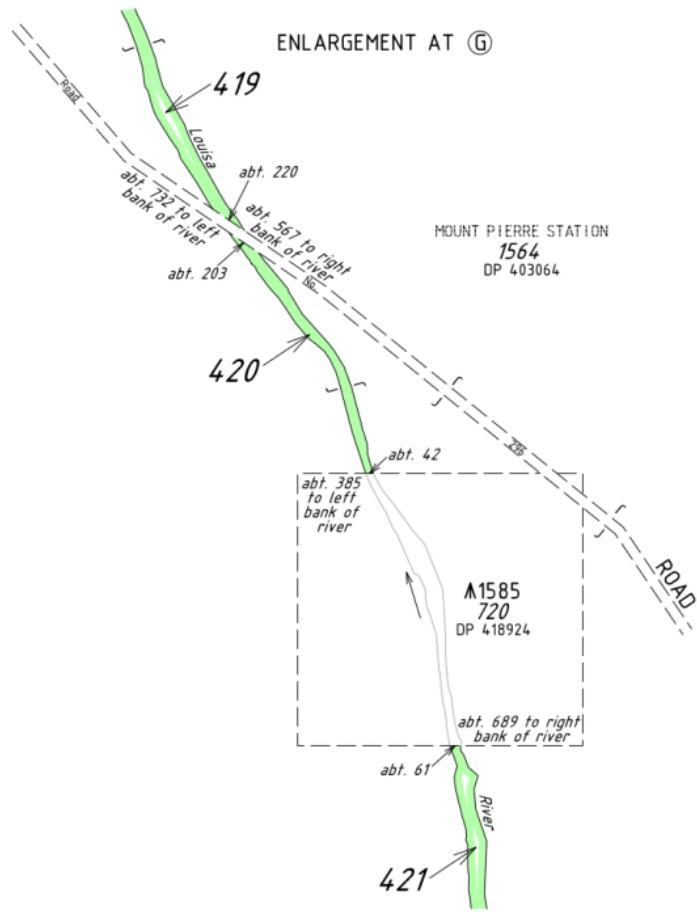 ENLARGEMENT AT G
419
Road
Louisa
abt. 220
abt. 732 to left
bank of river
abt. 567 to right
bank of river
MOUNT PIERRE STATION
1564
DP 403064
abt. 203
No
420
abt. 42
296
abt. 385
to left
bank of
river
ROAD
1585
720
DP 418924
abt. 689 to right
bank of river
abt. 61
River
421